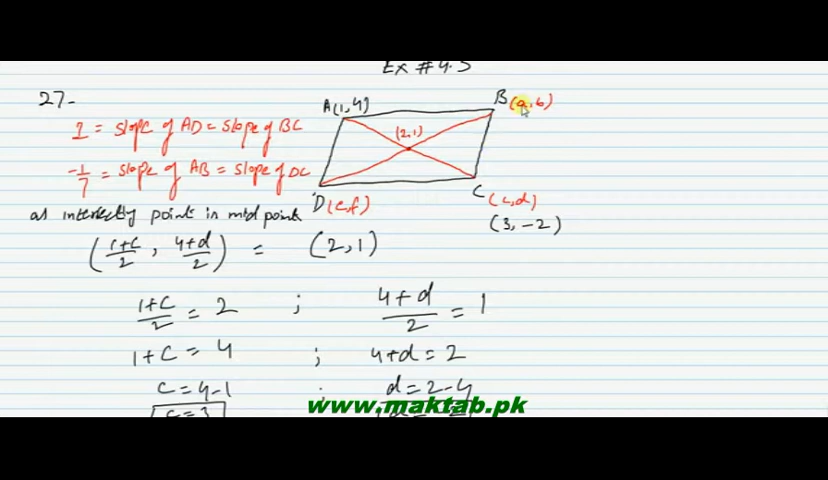 Ex # 4.3
27-
A(1,4)
B(a,b)
(2,1)
1 = slope of AD = slope of BC
-1/7 = slope of AB = slope of DC
D(e,f)
C(c,d)
(3,-2)
as intersecting point is mid point
(1+c/2 , 4+d/2) = (2,1)
1+c/2 = 2 ; 4+d/2 = 1
1+c = 4 ; 4+d = 2
c = 4-1 ; d = 2-4
c = 3
www.maktab.pk